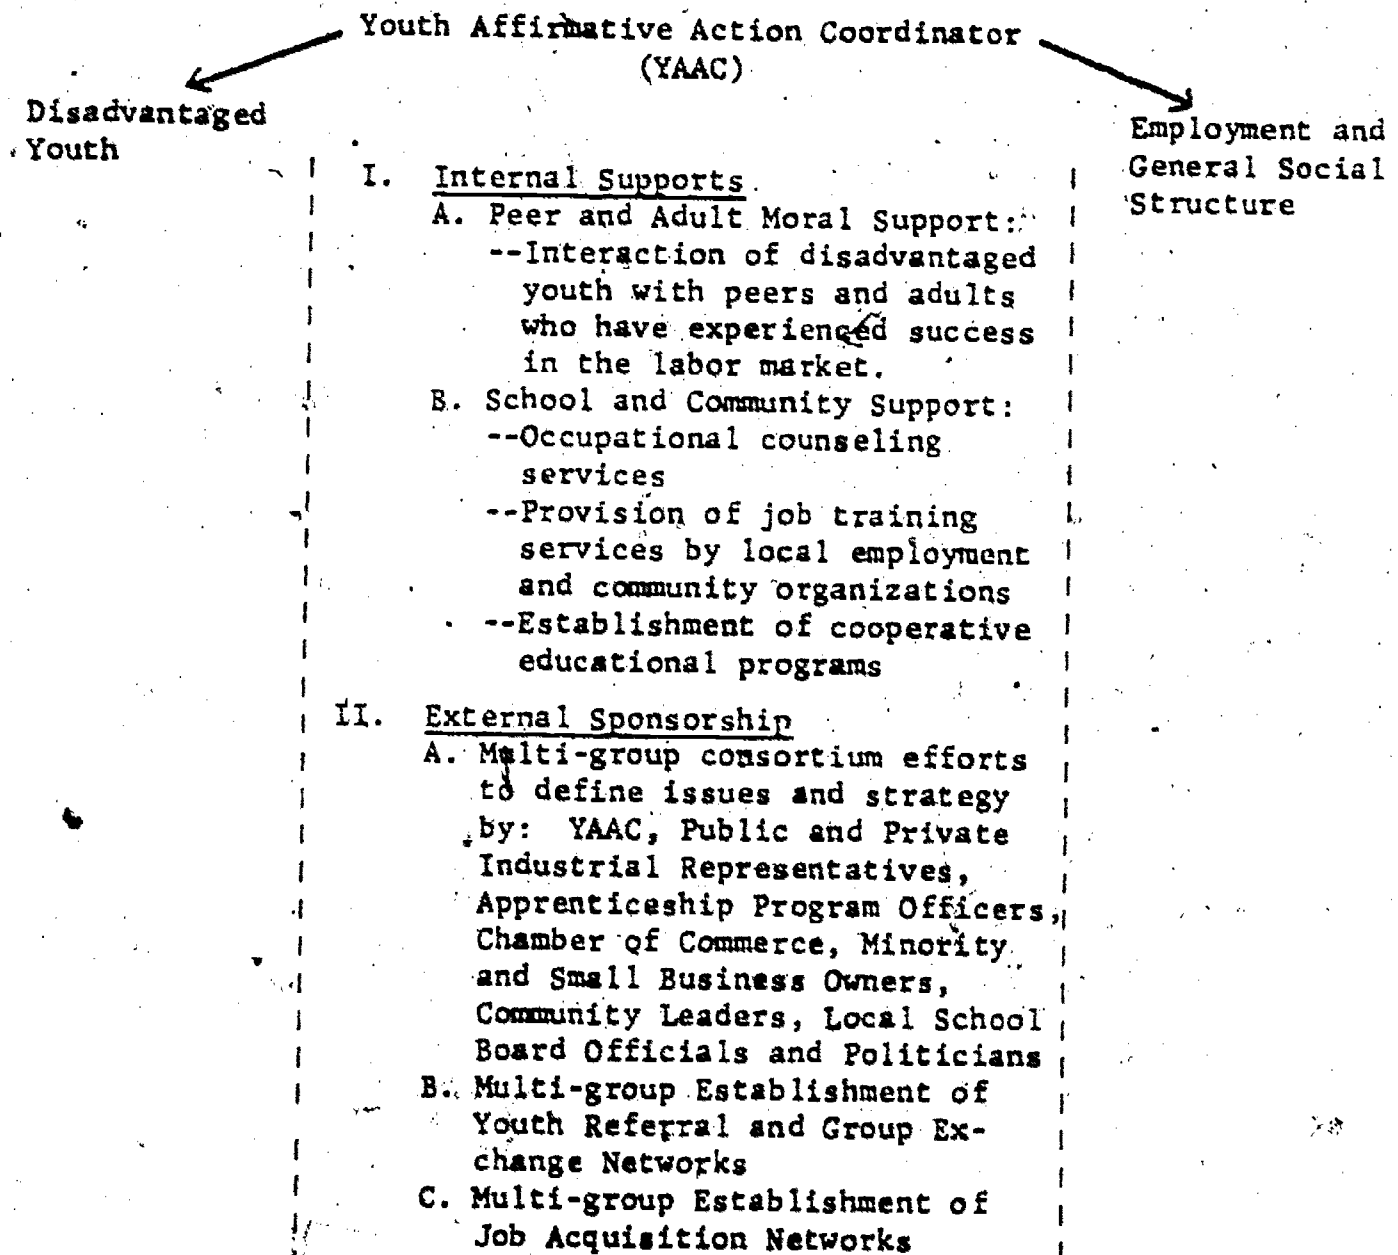 Youth Affirmative Action Coordinator
(YAAC)
Disadvantaged
Youth
Employment and
General Social
Structure
I. Internal Supports
A. Peer and Adult Moral Support:
--Interaction of disadvantaged
youth with peers and adults
who have experienced success
in the labor market.
B. School and Community Support:
--Occupational counseling
services
--Provision of job training
services by local employment
and community organizations
--Establishment of cooperative
educational programs
II. External Sponsorship
A. Multi-group consortium efforts
to define issues and strategy
by: YAAC, Public and Private
Industrial Representatives,
Apprenticeship Program Officers,
Chamber of Commerce, Minority
and Small Business Owners,
Community Leaders, Local School
Board Officials and Politicians
B. Multi-group Establishment of
Youth Referral and Group Ex-
change Networks
C. Multi-group Establishment of
Job Acquisition Networks